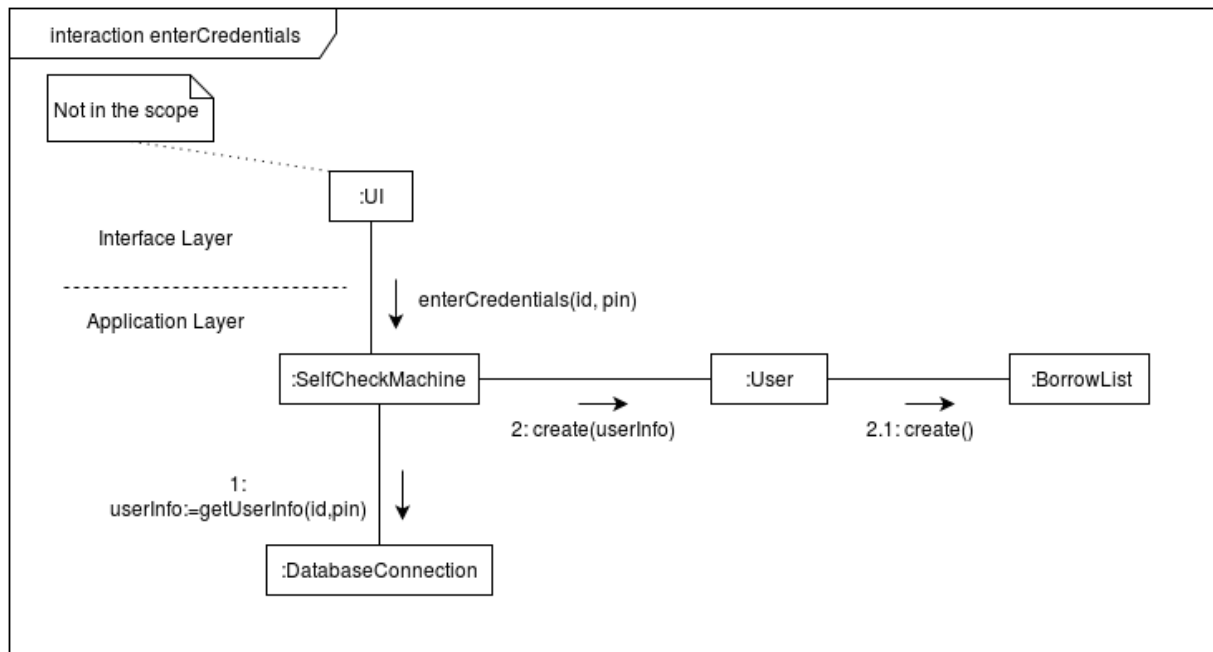 interaction enterCredentials
Not in the scope
:UI
Interface Layer
enterCredentials(id, pin)
Application Layer
:SelfCheckMachine
:User
:BorrowList
2: create(userInfo)
2.1: create()
1:
userInfo:=getUserInfo(id,pin)
:DatabaseConnection